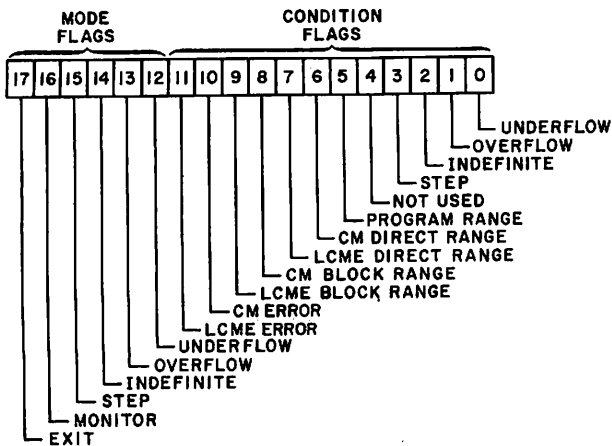 MODE FLAGS
CONDITION FLAGS
17 16 15 14 13 12 11 10 9 8 7 6 5 4 3 2 1 0
UNDERFLOW
OVERFLOW
INDEFINITE
STEP
NOT USED
PROGRAM RANGE
CM DIRECT RANGE
LCME DIRECT RANGE
CM BLOCK RANGE
LCME BLOCK RANGE
CM ERROR
LCME ERROR
UNDERFLOW
OVERFLOW
INDEFINITE
STEP
MONITOR
EXIT